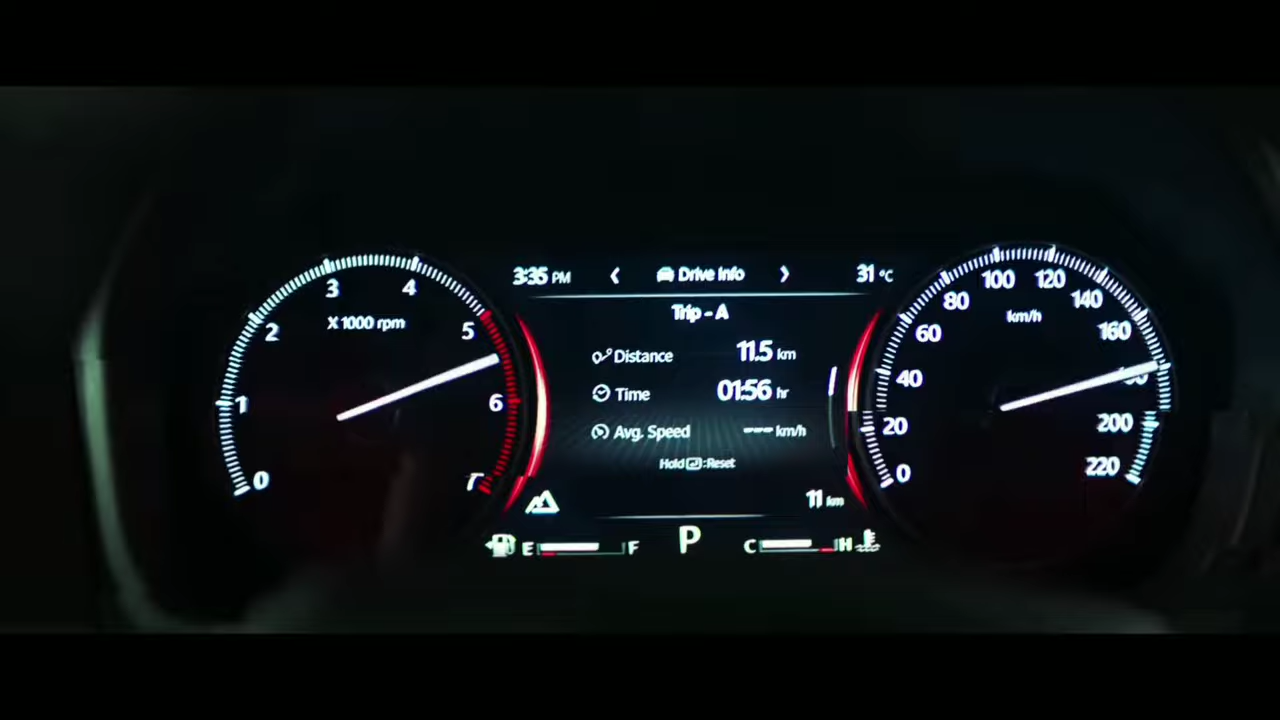 3:35 PM ‹ Drive Info › 31 °C
Trip - A
Distance 11.5 km
Time 01:56 hr
Avg. Speed --- km/h
Hold :Reset
11 km
E F P C H
0 1 2 3 4 5 6 7
X 1000 rpm
0 20 40 60 80 100 120 140 160 200 220
km/h